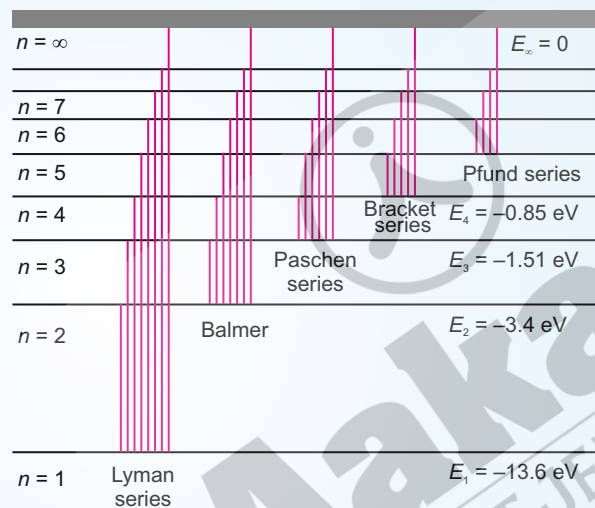 n = ∞ E∞ = 0
n = 7
n = 6
n = 5 Pfund series
n = 4 Bracket series E₄ = –0.85 eV
n = 3 Paschen series E₃ = –1.51 eV
n = 2 Balmer E₂ = –3.4 eV
n = 1 Lyman series E₁ = –13.6 eV
Aaka